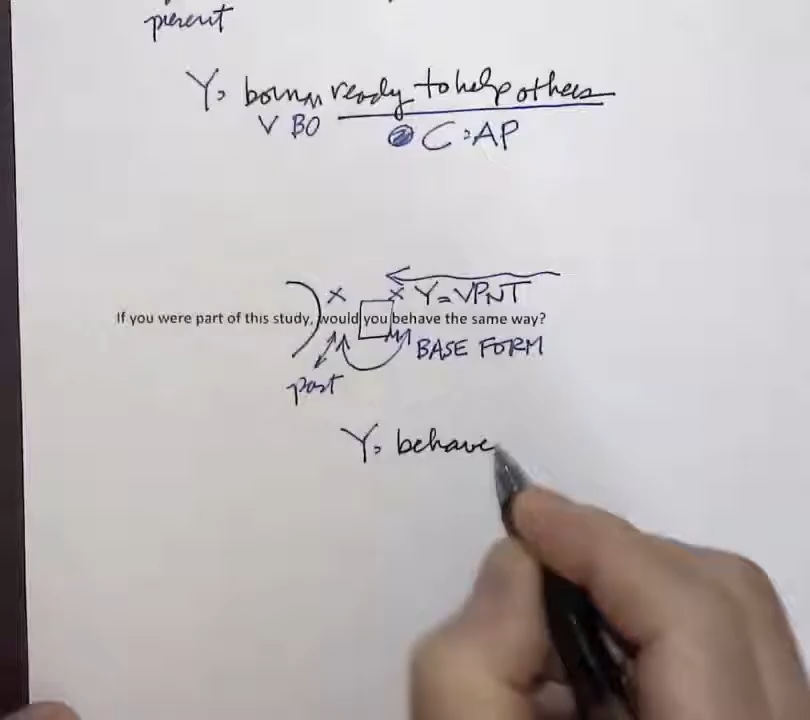 present
Y: born ready to help others
V BO C:AP
x x Y=VPNT
If you were part of this study, would you behave the same way?
BASE FORM
past
Y: behave